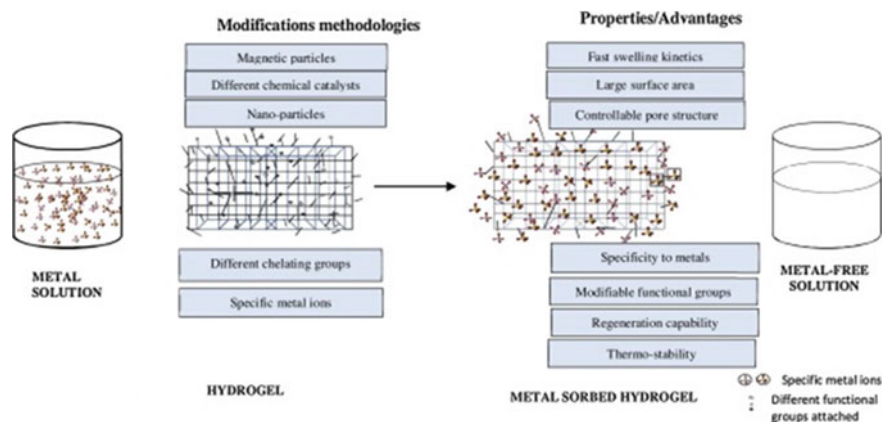 Modifications methodologies
Magnetic particles
Different chemical catalysts
Nano-particles
Different chelating groups
Specific metal ions
METAL
SOLUTION
HYDROGEL
Properties/Advantages
Fast swelling kinetics
Large surface area
Controllable pore structure
Specificity to metals
Modifiable functional groups
Regeneration capability
Thermo-stability
METAL-FREE
SOLUTION
METAL SORBED HYDROGEL
Specific metal ions
Different functional
groups attached